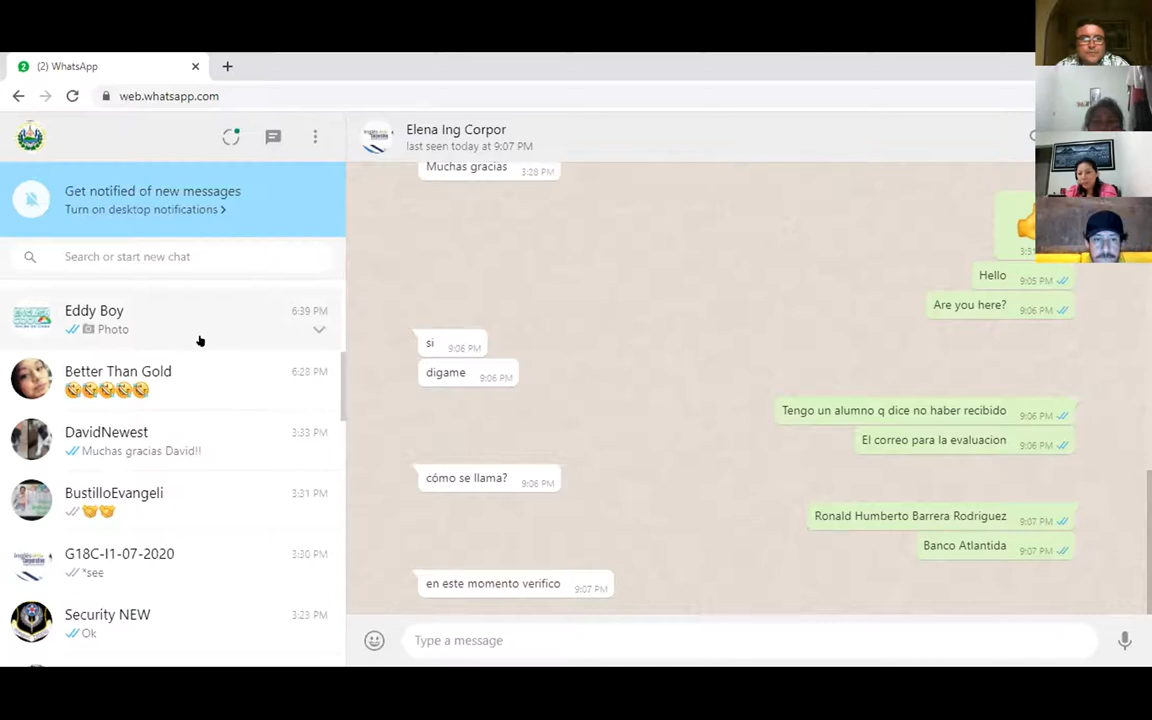 (2) WhatsApp
web.whatsapp.com
Elena Ing Corpor
last seen today at 9:07 PM
Get notified of new messages
Turn on desktop notifications
Search or start new chat
Eddy Boy 6:39 PM
Photo
Better Than Gold 6:28 PM
DavidNewest 3:33 PM
Muchas gracias David!!
BustilloEvangeli 3:31 PM
G18C-I1-07-2020 3:30 PM
*see
Security NEW 3:23 PM
Ok
Muchas gracias 3:28 PM
Hello 9:05 PM
Are you here? 9:06 PM
si 9:06 PM
digame 9:06 PM
Tengo un alumno q dice no haber recibido 9:06 PM
El correo para la evaluacion 9:06 PM
cómo se llama? 9:06 PM
Ronald Humberto Barrera Rodriguez 9:07 PM
Banco Atlantida 9:07 PM
en este momento verifico 9:07 PM
Type a message